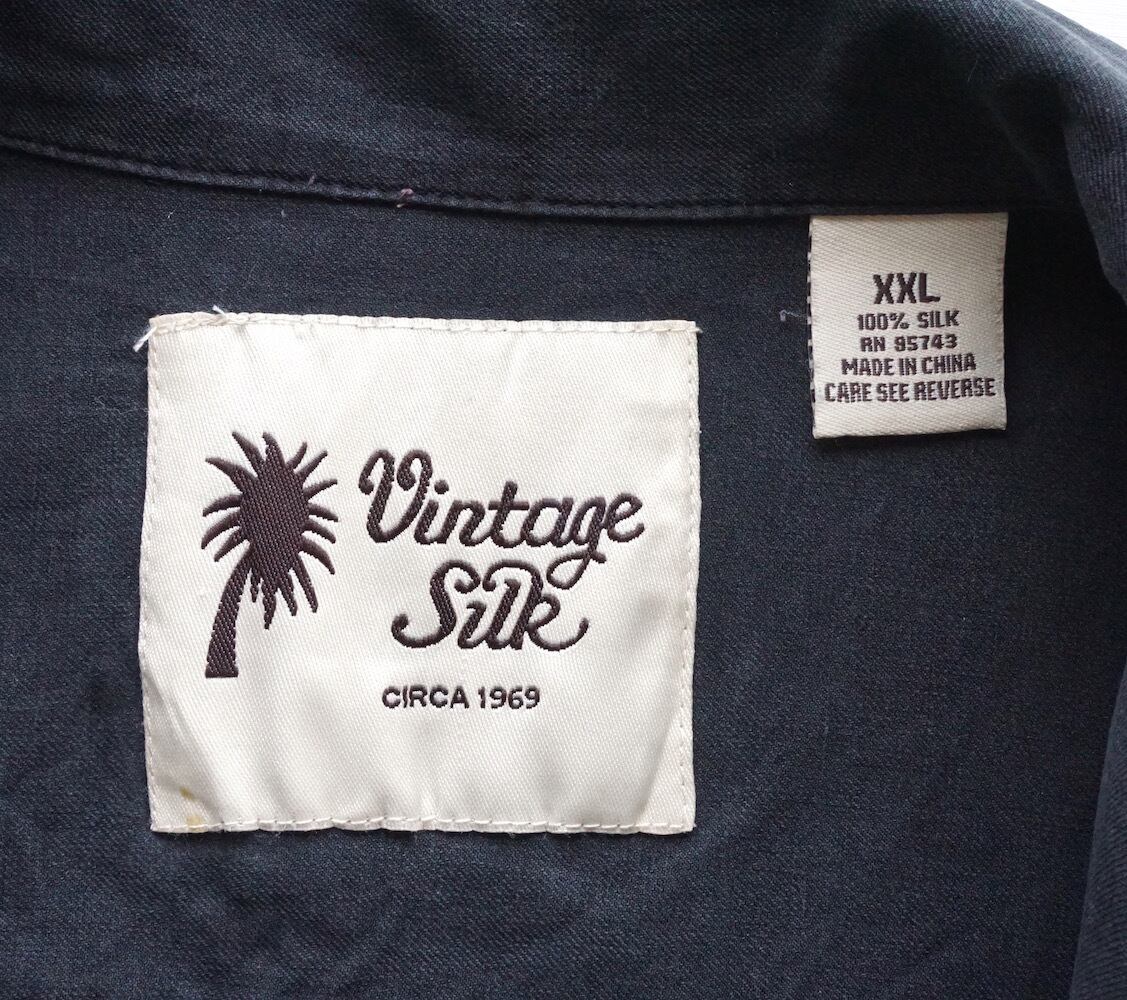 Vintage
Silk
CIRCA 1969
XXL
100% SILK
RN 95743
MADE IN CHINA
CARE SEE REVERSE